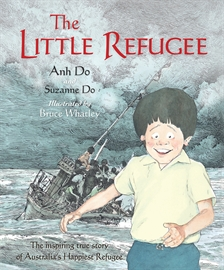 The
LITTLE REFUGEE
Anh Do
Suzanne Do
Illustrated by
Bruce Whatley
The inspiring true story
of Australia's Happiest Refugee